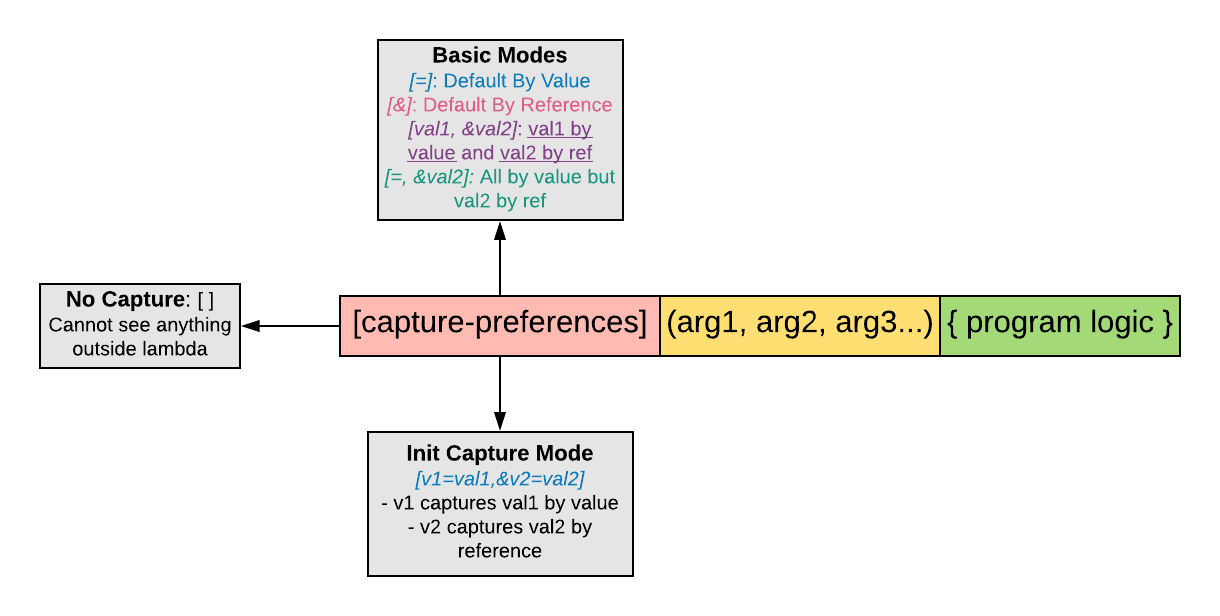 Basic Modes
[=]: Default By Value
[&]: Default By Reference
[val1, &val2]: val1 by
value and val2 by ref
[=, &val2]: All by value but
val2 by ref
No Capture: [ ]
Cannot see anything
outside lambda
[capture-preferences] (arg1, arg2, arg3...) { program logic }
Init Capture Mode
[v1=val1,&v2=val2]
- v1 captures val1 by value
- v2 captures val2 by
reference